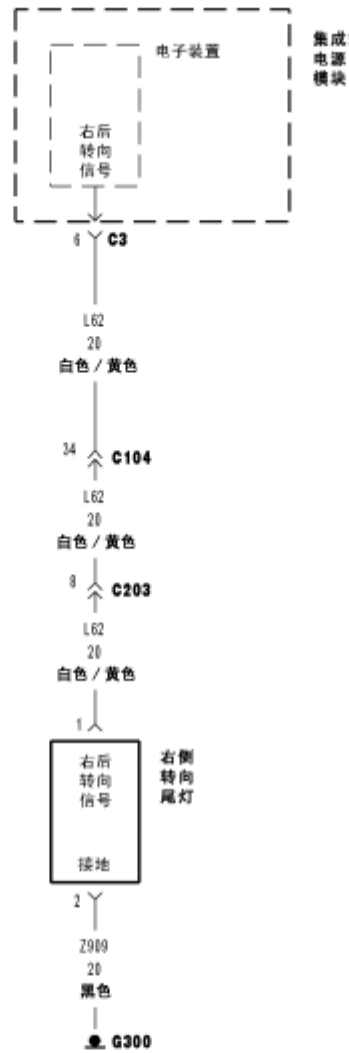 电子装置
集成
电源
模块
右后
转向
信号
6 C3
L62
20
白色 / 黄色
34 C104
L62
20
白色 / 黄色
8 C203
L62
20
白色 / 黄色
1
右后
转向
信号
右侧
转向
尾灯
接地
2
Z909
20
黑色
G300